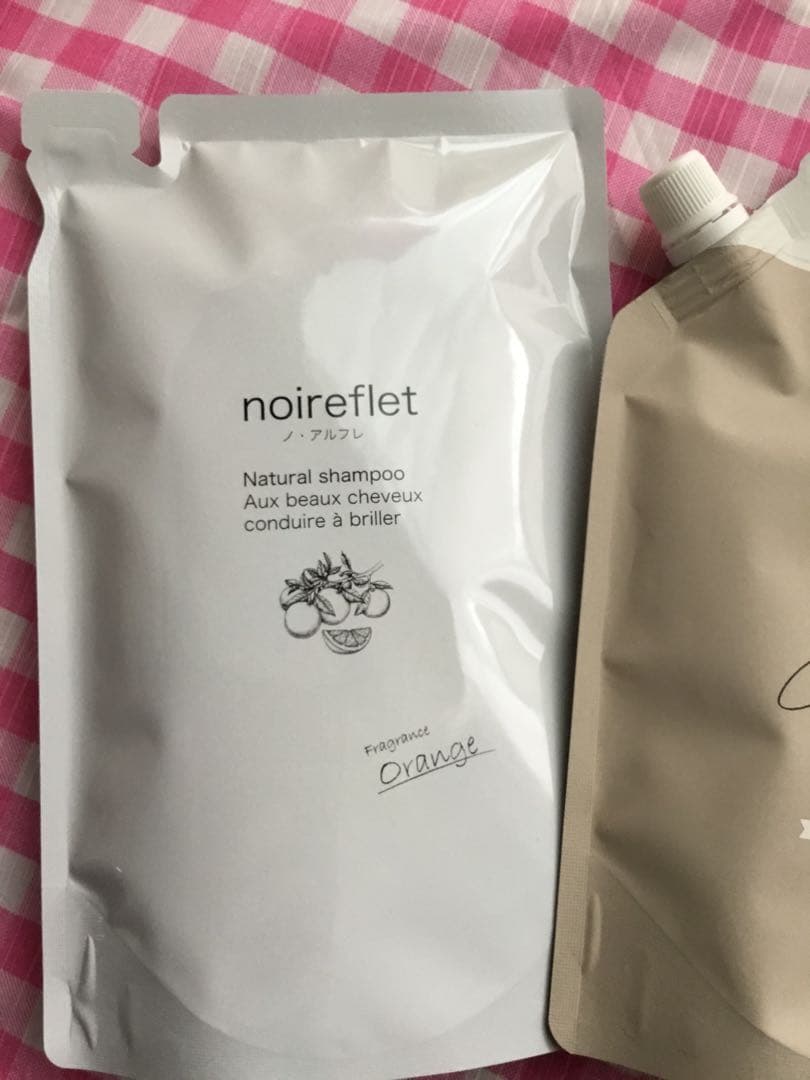 noireflet
ノ・アルフレ
Natural shampoo
Aux beaux cheveux
conduire à briller
Fragrance
Orange